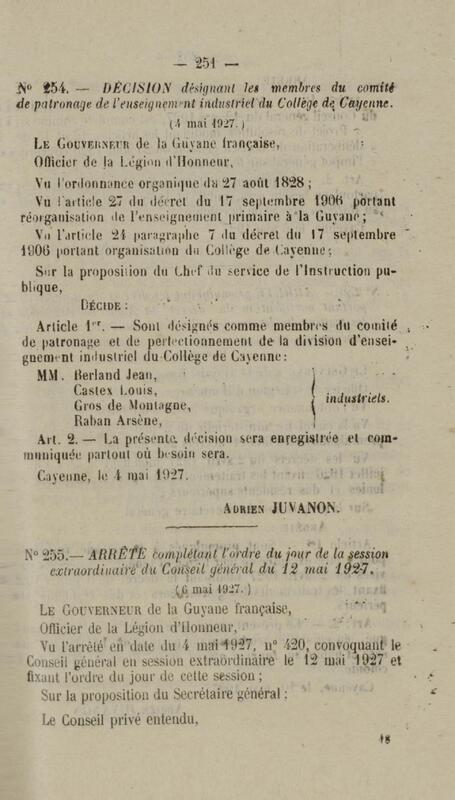 — 251 —
N° 254. — DÉCISION désignant les membres du comité
de patronage de l'enseignement industriel du Collège de Cayenne.
(4 mai 1927.)
LE GOUVERNEUR de la Guyane française,
Officier de la Légion d'Honneur,
Vu l'ordonnance organique du 27 août 1828 ;
Vu l'article 27 du décret du 17 septembre 1906 portant
réorganisation de l'enseignement primaire à la Guyane ;
Vu l'article 24 paragraphe 7 du décret du 17 septembre
1906 portant organisation du Collège de Cayenne ;
Sur la proposition du Chef du service de l'Instruction pu-
blique,
DÉCIDE :
Article 1er. — Sont désignés comme membres du comité
de patronage et de perfectionnement de la division d'ensei-
gnement industriel du Collège de Cayenne :
MM. Berland Jean,
Castex Louis,
Gros de Montagne,
Raban Arsène,
industriels.
Art. 2. — La présente décision sera enregistrée et com-
muniquée partout où besoin sera.
Cayenne, le 4 mai 1927.
ADRIEN JUVANON.
N° 255.— ARRÊTÉ complétant l'ordre du jour de la session
extraordinaire du Conseil général du 12 mai 1927.
(6 mai 1927.)
LE GOUVERNEUR de la Guyane française,
Officier de la Légion d'Honneur,
Vu l'arrêté en date du 4 mai 1927, n° 420, convoquant le
Conseil général en session extraordinaire le 12 mai 1927 et
fixant l'ordre du jour de cette session ;
Sur la proposition du Secrétaire général ;
Le Conseil privé entendu,
18